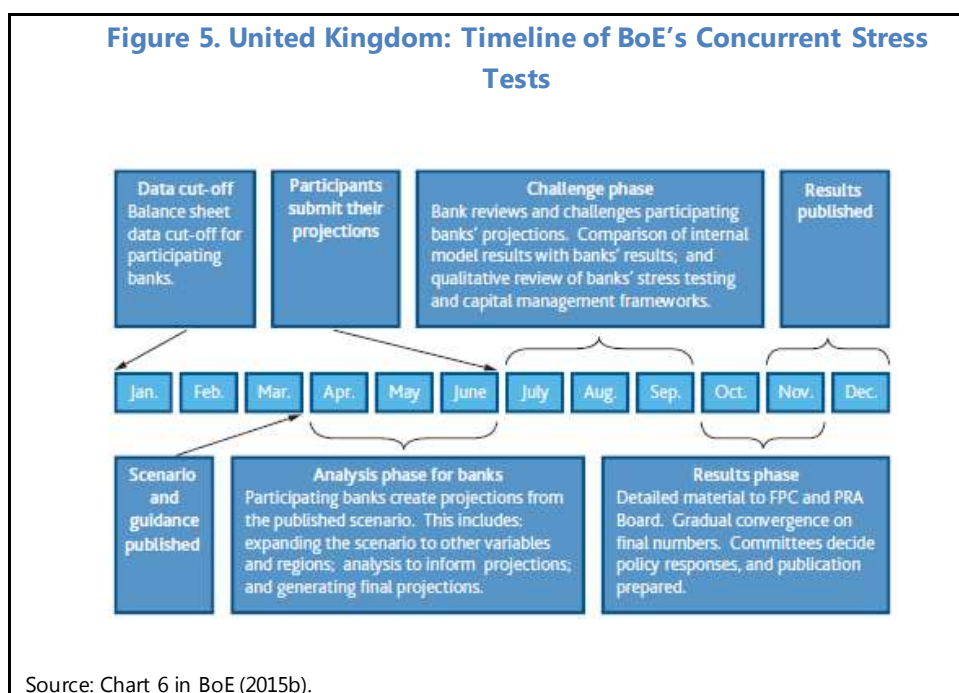 Figure 5. United Kingdom: Timeline of BoE's Concurrent Stress
Tests
Data cut-off
Balance sheet
data cut-off for
participating
banks.
Participants
submit their
projections
Challenge phase
Bank reviews and challenges participating
banks' projections. Comparison of internal
model results with banks' results; and
qualitative review of banks' stress testing
and capital management frameworks.
Results
published
Jan. Feb. Mar. Apr. May June July Aug. Sep. Oct. Nov. Dec.
Scenario
and
guidance
published
Analysis phase for banks
Participating banks create projections from
the published scenario. This includes:
expanding the scenario to other variables
and regions; analysis to inform projections;
and generating final projections.
Results phase
Detailed material to FPC and PRA
Board. Gradual convergence on
final numbers. Committees decide
policy responses, and publication
prepared.
Source: Chart 6 in BoE (2015b).